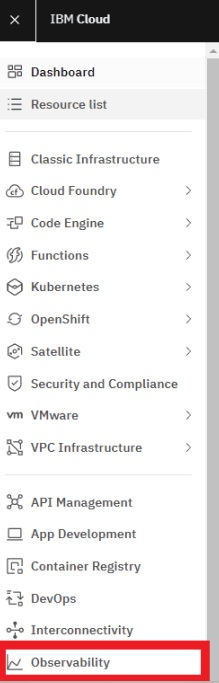 IBM Cloud
Dashboard
Resource list
Classic Infrastructure
Cloud Foundry
Code Engine
Functions
Kubernetes
OpenShift
Satellite
Security and Compliance
vm VMware
VPC Infrastructure
API Management
App Development
Container Registry
DevOps
Interconnectivity
Observability